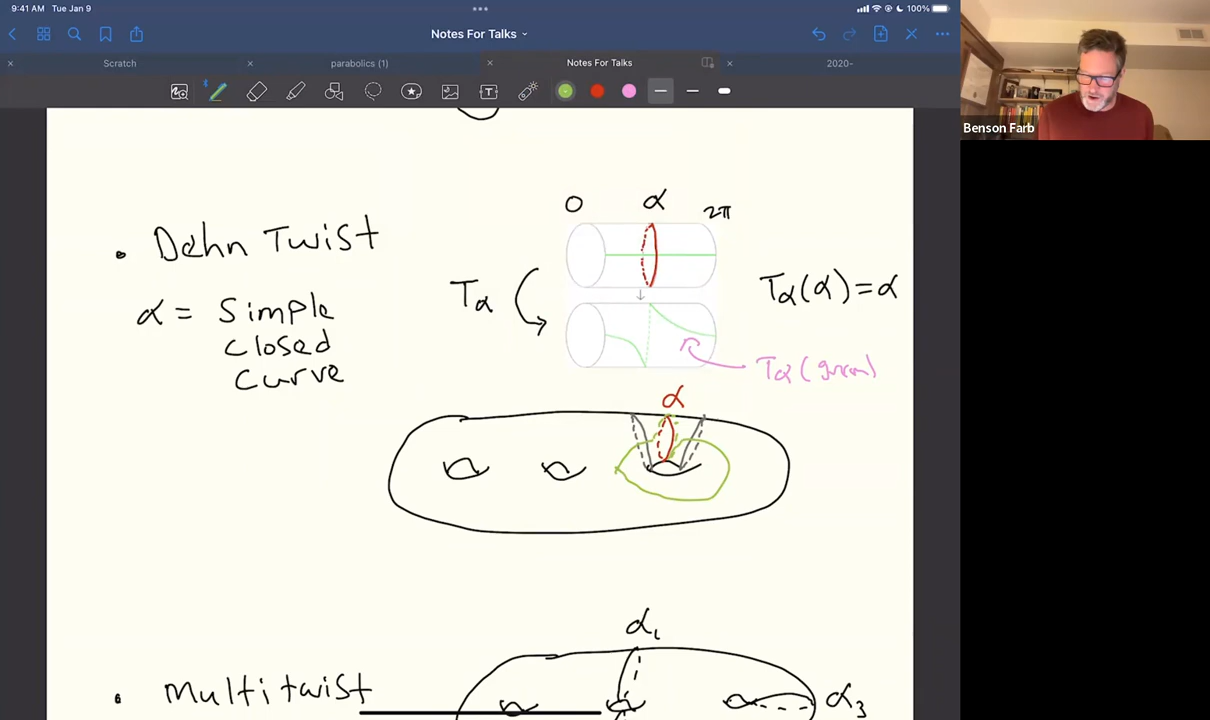 9:41 AM Tue Jan 9
100%
Notes For Talks
Scratch
parabolics (1)
Notes For Talks
2020-
Benson Farb
0
α
2π
• Dehn Twist
Tα
Tα(α) = α
α = Simple
closed
curve
Tα(green)
α
α₁
• Multitwist
α₃